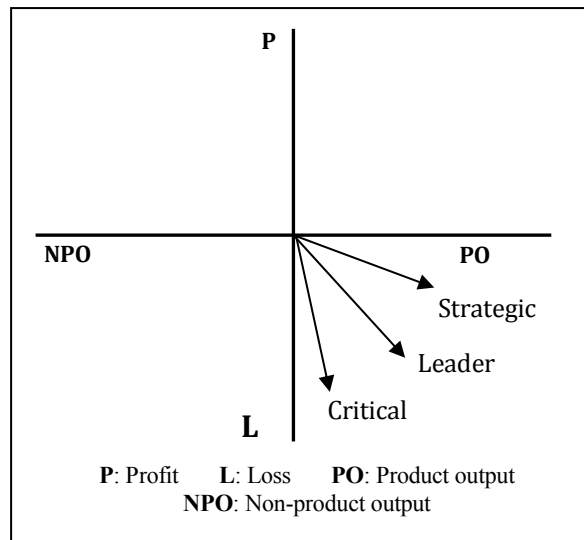 P
NPO
PO
Strategic
Leader
Critical
L
P: Profit L: Loss PO: Product output
NPO: Non-product output